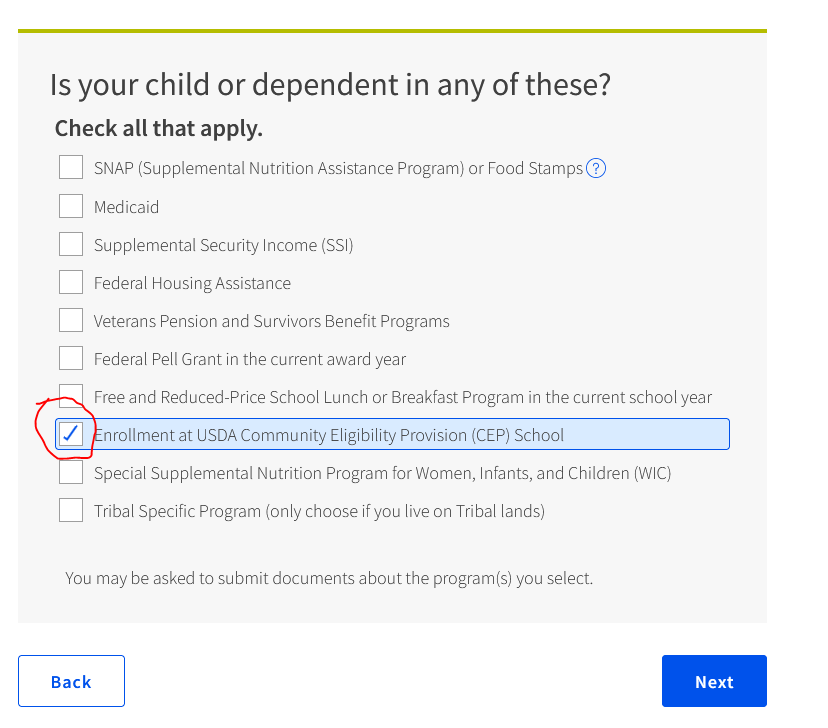 Is your child or dependent in any of these?
Check all that apply.
SNAP (Supplemental Nutrition Assistance Program) or Food Stamps ?
Medicaid
Supplemental Security Income (SSI)
Federal Housing Assistance
Veterans Pension and Survivors Benefit Programs
Federal Pell Grant in the current award year
Free and Reduced-Price School Lunch or Breakfast Program in the current school year
Enrollment at USDA Community Eligibility Provision (CEP) School
Special Supplemental Nutrition Program for Women, Infants, and Children (WIC)
Tribal Specific Program (only choose if you live on Tribal lands)
You may be asked to submit documents about the program(s) you select.
Back
Next